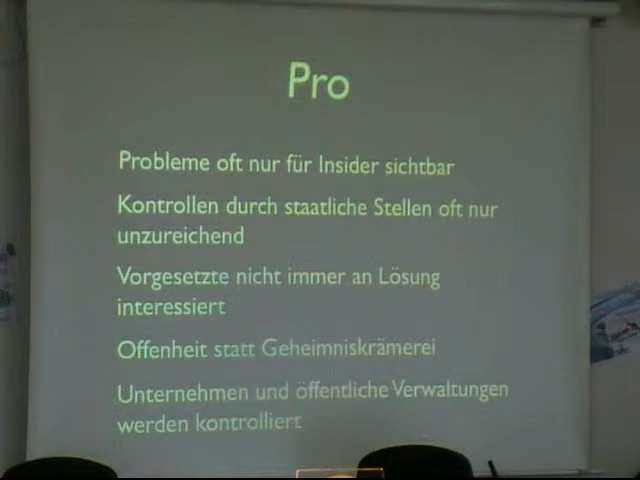 Pro
Probleme oft nur für Insider sichtbar
Kontrollen durch staatliche Stellen oft nur
unzureichend
Vorgesetzte nicht immer an Lösung
interessiert
Offenheit statt Geheimniskrämerei
Unternehmen und öffentliche Verwaltungen
werden kontrolliert